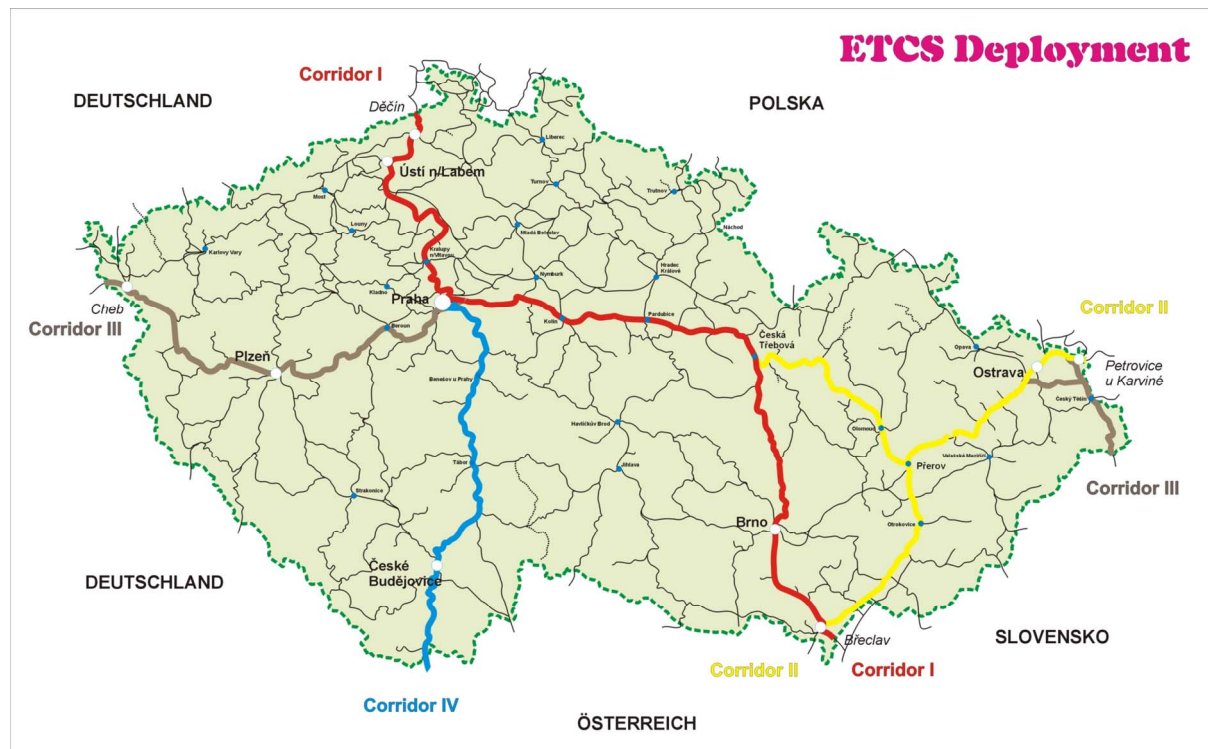 ETCS Deployment
Corridor I
DEUTSCHLAND
POLSKA
Děčín
Liberec
Ústí n/Labem
Turnov
Trutnov
Most
Louny
Mladá Boleslav
Náchod
Karlovy Vary
Kralupy
n/Vltavou
Nymburk
Hradec
Králové
Kladno
Cheb
Praha
Corridor II
Corridor III
Beroun
Kolín
Pardubice
Česká
Třebová
Opava
Plzeň
Ostrava
Petrovice
u Karviné
Benešov u Prahy
Český Těšín
Havlíčkův Brod
Olomouc
Tábor
Jihlava
Přerov
Valašské Meziříčí
Corridor III
Strakonice
Brno
Otrokovice
České
Budějovice
DEUTSCHLAND
SLOVENSKO
Břeclav
Corridor II
Corridor I
Corridor IV
ÖSTERREICH